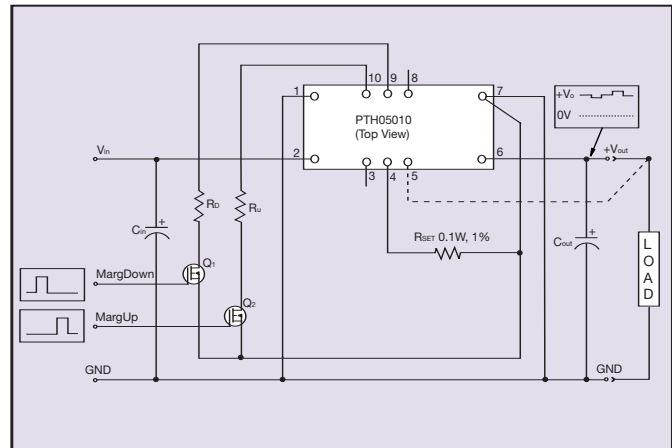 10 9 8
1 7
+Vo
0V
PTH05010
(Top View)
Vin 2 6 +Vout
3 4 5
RD Ru
Cin + RSET 0.1W, 1% Cout +
LOAD
MargDown Q1
MargUp Q2
GND GND